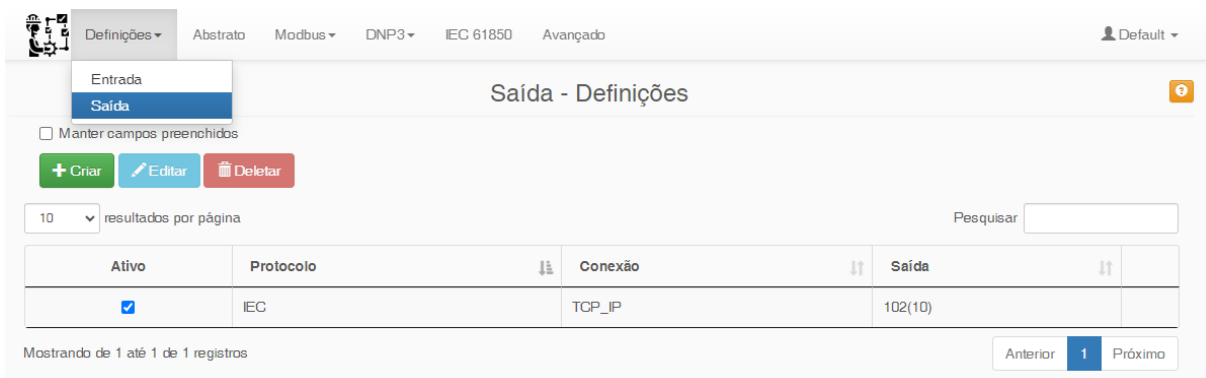 Definições Abstrato Modbus DNP3 IEC 61850 Avançado Default
Entrada
Saída
Saída - Definições
Manter campos preenchidos
Criar Editar Deletar
10 resultados por página Pesquisar
Ativo Protocolo Conexão Saída
IEC TCP_IP 102(10)
Mostrando de 1 até 1 de 1 registros Anterior 1 Próximo